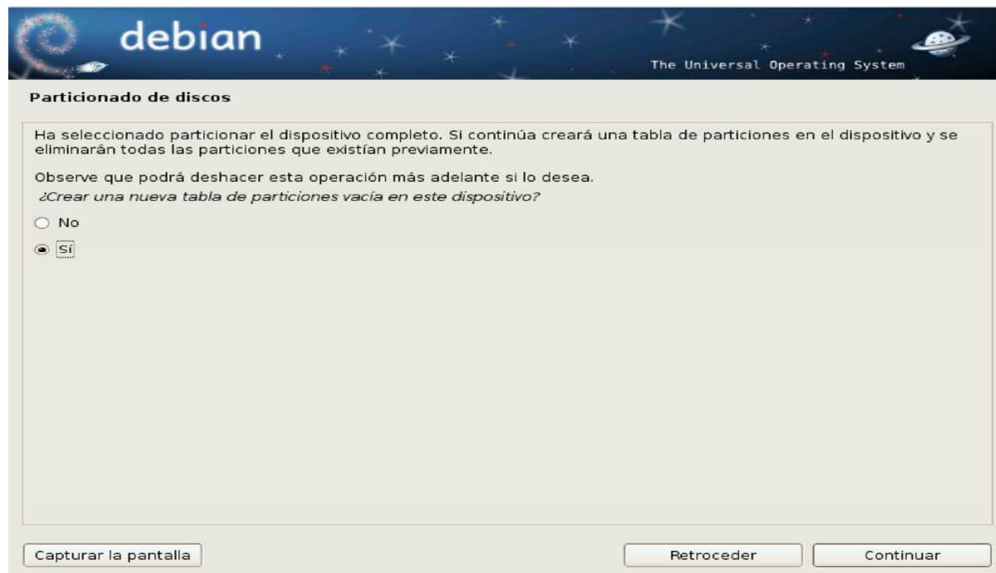 debian
The Universal Operating System
Particionado de discos
Ha seleccionado particionar el dispositivo completo. Si continúa creará una tabla de particiones en el dispositivo y se
eliminarán todas las particiones que existían previamente.
Observe que podrá deshacer esta operación más adelante si lo desea.
¿Crear una nueva tabla de particiones vacía en este dispositivo?
No
Sí
Capturar la pantalla
Retroceder
Continuar